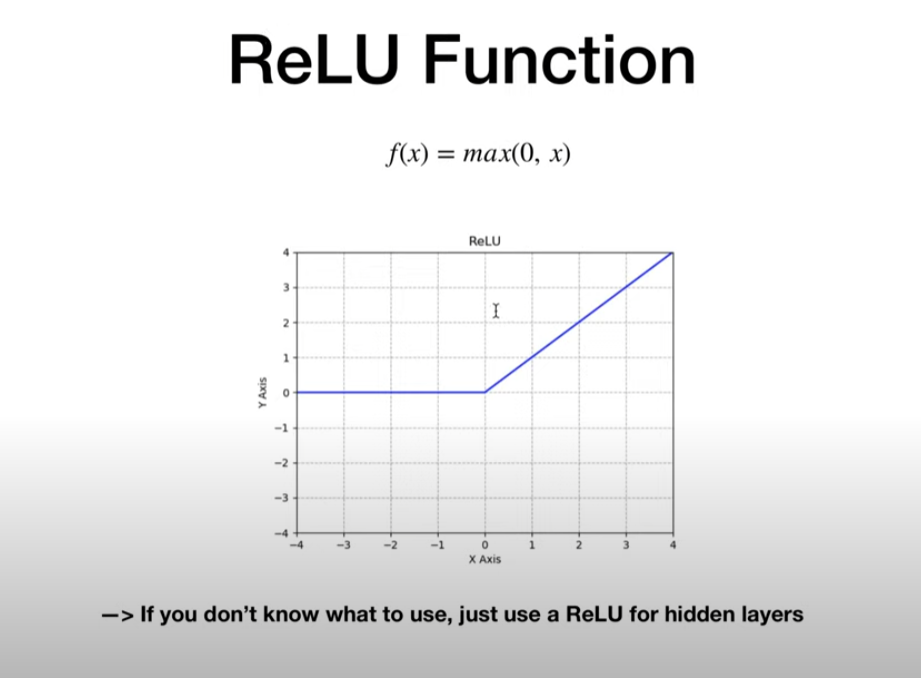 ReLU Function
f(x) = max(0, x)
ReLU
4
3
2
1
0
−1
−2
−3
−4
Y Axis
−4 −3 −2 −1 0 1 2 3 4
X Axis
—> If you don’t know what to use, just use a ReLU for hidden layers